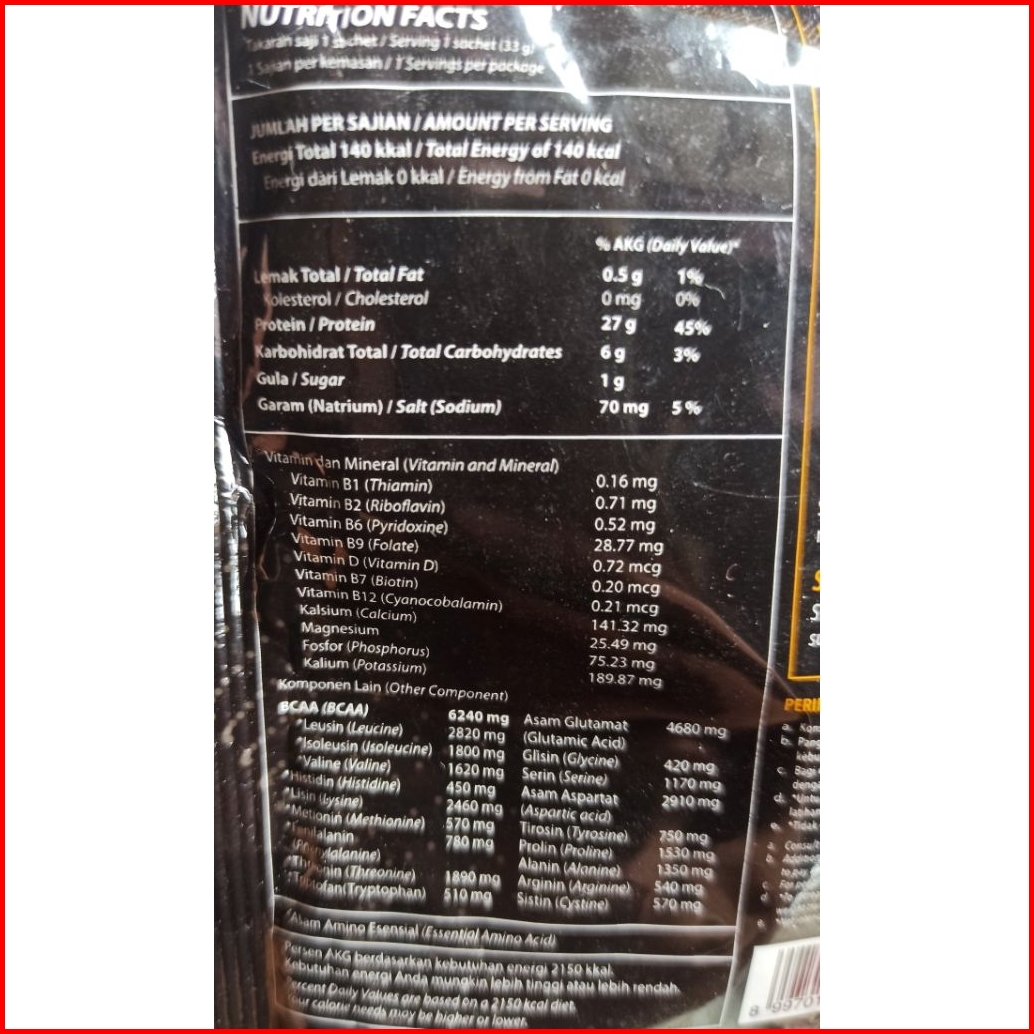 NUTRITION FACTS
Takaran saji 1 sachet / Serving 1 sachet (33 g)
1 Sajian per kemasan / 1 Servings per package
JUMLAH PER SAJIAN / AMOUNT PER SERVING
Energi Total 140 kkal / Total Energy of 140 kcal
Energi dari Lemak 0 kkal / Energy from Fat 0 kcal
% AKG (Daily Value)*
Lemak Total / Total Fat 0.5 g 1%
Kolesterol / Cholesterol 0 mg 0%
Protein / Protein 27 g 45%
Karbohidrat Total / Total Carbohydrates 6 g 3%
Gula / Sugar 1 g
Garam (Natrium) / Salt (Sodium) 70 mg 5 %
Vitamin dan Mineral (Vitamin and Mineral)
Vitamin B1 (Thiamin) 0.16 mg
Vitamin B2 (Riboflavin) 0.71 mg
Vitamin B6 (Pyridoxine) 0.52 mg
Vitamin B9 (Folate) 28.77 mg
Vitamin D (Vitamin D) 0.72 mcg
Vitamin B7 (Biotin) 0.20 mcg
Vitamin B12 (Cyanocobalamin) 0.21 mcg
Kalsium (Calcium) 141.32 mg
Magnesium 25.49 mg
Fosfor (Phosphorus) 75.23 mg
Kalium (Potassium) 189.87 mg
Komponen Lain (Other Component)
BCAA (BCAA) 6240 mg
*Leusin (Leucine) 2820 mg
*Isoleusin (Isoleucine) 1800 mg
*Valine (Valine) 1620 mg
*Histidin (Histidine) 450 mg
*Lisin (Lysine) 2460 mg
*Metionin (Methionine) 570 mg
*Fenilalanin 780 mg
(Phenylalanine)
*Threonin (Threonine) 1890 mg
*Triptofan (Tryptophan) 510 mg
Asam Glutamat 4680 mg
(Glutamic Acid)
Glisin (Glycine) 420 mg
Serin (Serine) 1170 mg
Asam Aspartat 2910 mg
(Aspartic acid)
Tirosin (Tyrosine) 750 mg
Prolin (Proline) 1530 mg
Alanin (Alanine) 1350 mg
Arginin (Arginine) 540 mg
Sistin (Cystine) 570 mg
*Asam Amino Esensial (Essential Amino Acid)
Persen AKG berdasarkan kebutuhan energi 2150 kkal.
Kebutuhan energi Anda mungkin lebih tinggi atau lebih rendah.
Percent Daily Values are based on a 2150 kcal diet.
Your calorie needs may be higher or lower.